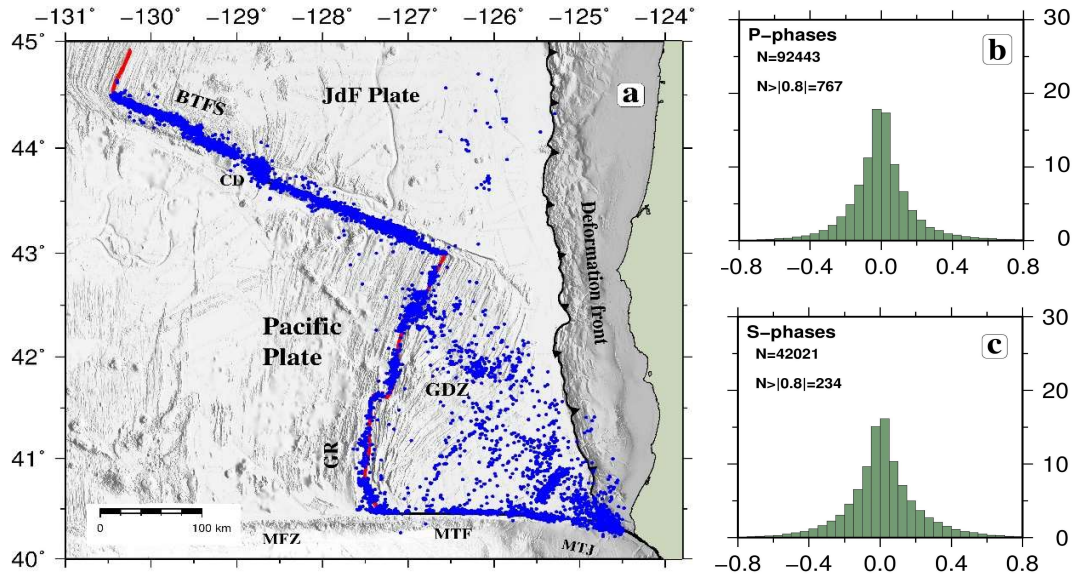 −130 −129 −128 −127 −126 −125 −124
45°
44°
43°
42°
41°
40°
BTFS
JdF Plate
a
CD
Deformation front
Pacific
Plate
GDZ
GR
0 100 km
MFZ
MTF
MTJ
P−phases
N=92443
N>|0.8|=767
b
30
20
10
0
−0.8 −0.4 0.0 0.4 0.8
S−phases
N=42021
N>|0.8|=234
c
30
20
10
0
−0.8 −0.4 0.0 0.4 0.8